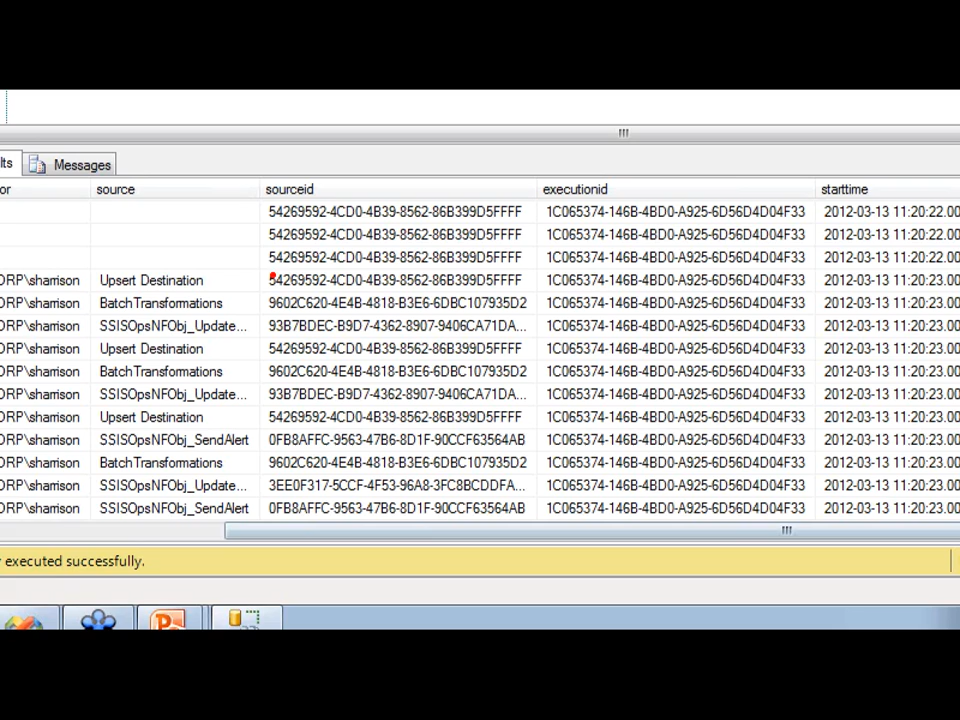 lts Messages
or source sourceid executionid starttime
54269592-4CD0-4B39-8562-86B399D5FFFF 1C065374-146B-4BD0-A925-6D56D4D04F33 2012-03-13 11:20:22.00
54269592-4CD0-4B39-8562-86B399D5FFFF 1C065374-146B-4BD0-A925-6D56D4D04F33 2012-03-13 11:20:22.00
54269592-4CD0-4B39-8562-86B399D5FFFF 1C065374-146B-4BD0-A925-6D56D4D04F33 2012-03-13 11:20:22.00
ORP\sharrison Upsert Destination 54269592-4CD0-4B39-8562-86B399D5FFFF 1C065374-146B-4BD0-A925-6D56D4D04F33 2012-03-13 11:20:23.00
ORP\sharrison BatchTransformations 9602C620-4E4B-4818-B3E6-6DBC107935D2 1C065374-146B-4BD0-A925-6D56D4D04F33 2012-03-13 11:20:23.00
ORP\sharrison SSISOpsNFObj_Update... 93B7BDEC-B9D7-4362-8907-9406CA71DA... 1C065374-146B-4BD0-A925-6D56D4D04F33 2012-03-13 11:20:23.00
ORP\sharrison Upsert Destination 54269592-4CD0-4B39-8562-86B399D5FFFF 1C065374-146B-4BD0-A925-6D56D4D04F33 2012-03-13 11:20:23.00
ORP\sharrison BatchTransformations 9602C620-4E4B-4818-B3E6-6DBC107935D2 1C065374-146B-4BD0-A925-6D56D4D04F33 2012-03-13 11:20:23.00
ORP\sharrison SSISOpsNFObj_Update... 93B7BDEC-B9D7-4362-8907-9406CA71DA... 1C065374-146B-4BD0-A925-6D56D4D04F33 2012-03-13 11:20:23.00
ORP\sharrison Upsert Destination 54269592-4CD0-4B39-8562-86B399D5FFFF 1C065374-146B-4BD0-A925-6D56D4D04F33 2012-03-13 11:20:23.00
ORP\sharrison SSISOpsNFObj_SendAlert 0FB8AFFC-9563-47B6-8D1F-90CCF63564AB 1C065374-146B-4BD0-A925-6D56D4D04F33 2012-03-13 11:20:23.00
ORP\sharrison BatchTransformations 9602C620-4E4B-4818-B3E6-6DBC107935D2 1C065374-146B-4BD0-A925-6D56D4D04F33 2012-03-13 11:20:23.00
ORP\sharrison SSISOpsNFObj_Update... 3EE0F317-5CCF-4F53-96A8-3FC8BCDDFA... 1C065374-146B-4BD0-A925-6D56D4D04F33 2012-03-13 11:20:23.00
ORP\sharrison SSISOpsNFObj_SendAlert 0FB8AFFC-9563-47B6-8D1F-90CCF63564AB 1C065374-146B-4BD0-A925-6D56D4D04F33 2012-03-13 11:20:23.00
executed successfully.